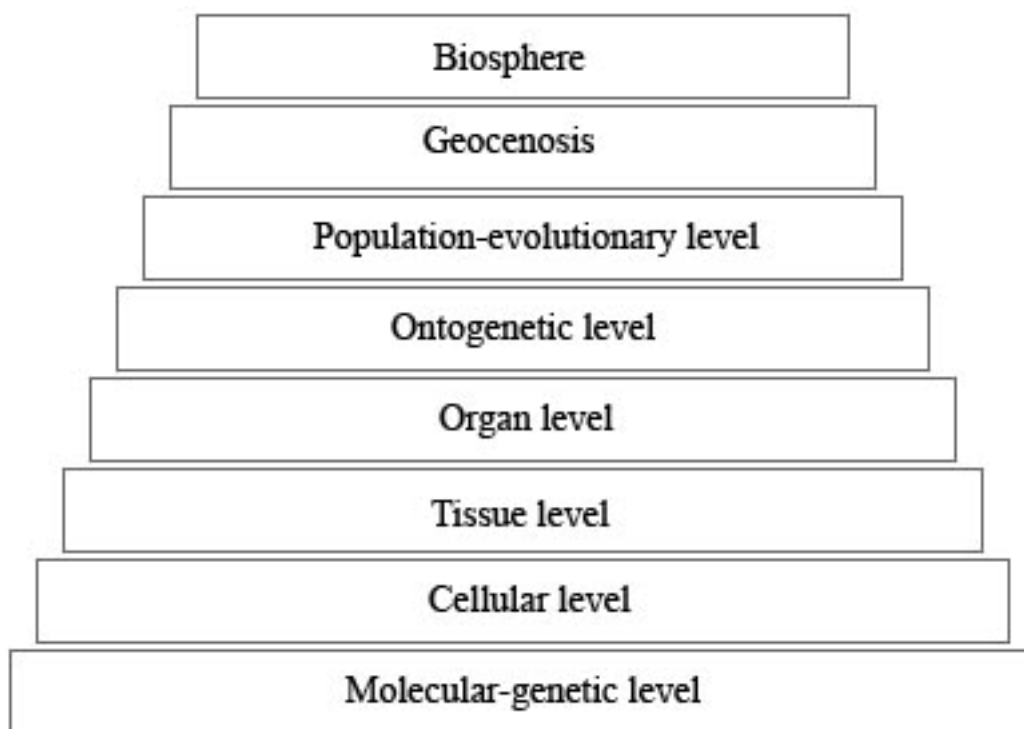 Biosphere
Geocenosis
Population-evolutionary level
Ontogenetic level
Organ level
Tissue level
Cellular level
Molecular-genetic level